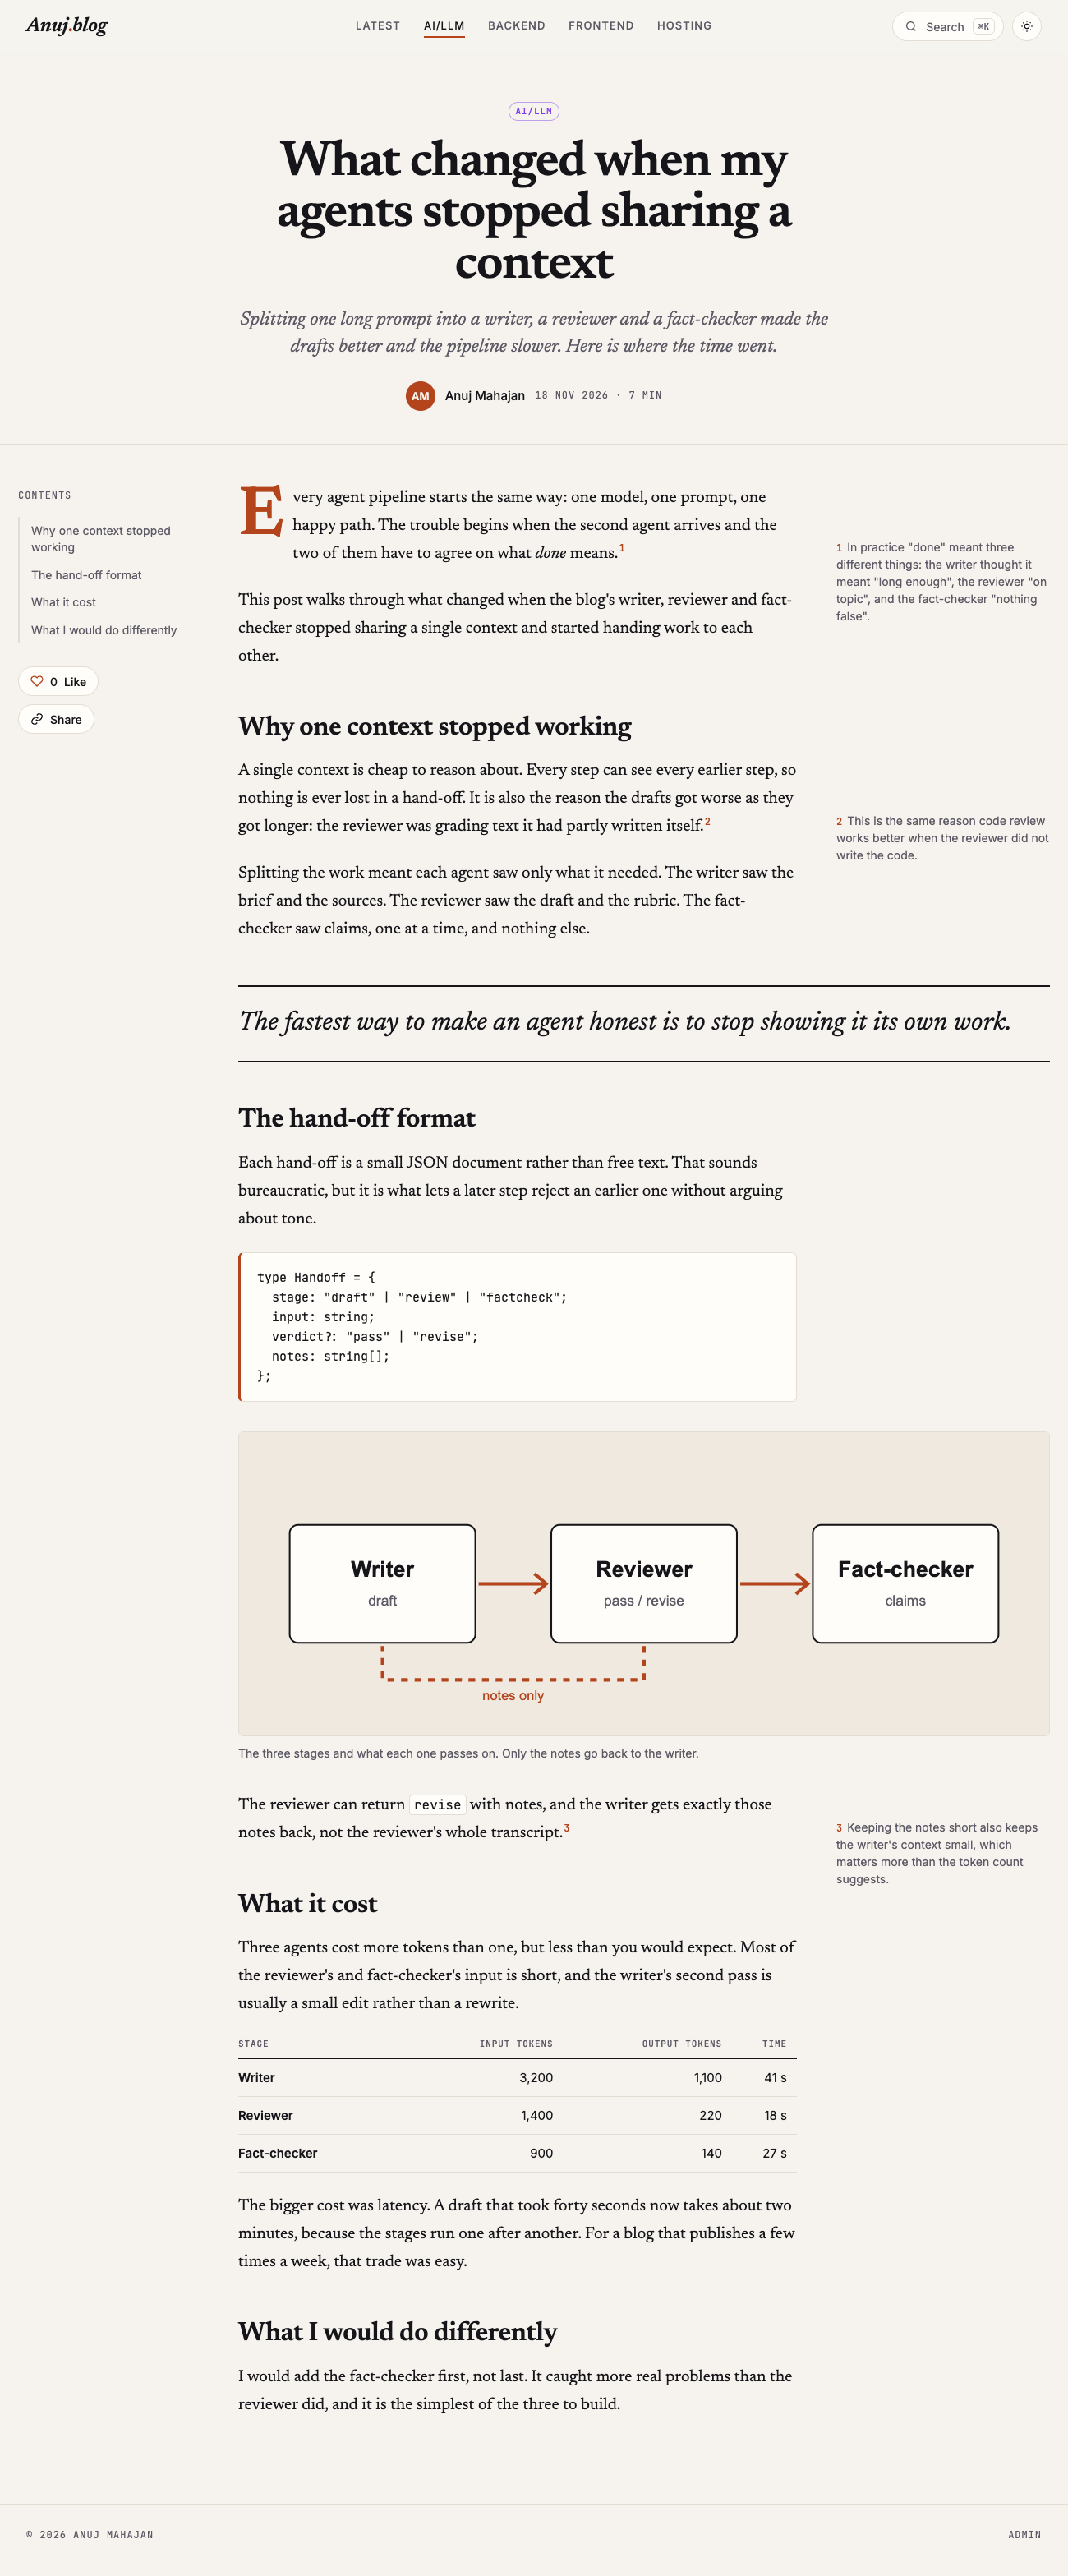 Anuj.blog
LATEST AI/LLM BACKEND FRONTEND HOSTING
Search ⌘K
AI/LLM
What changed when my
agents stopped sharing a
context
Splitting one long prompt into a writer, a reviewer and a fact-checker made the
drafts better and the pipeline slower. Here is where the time went.
AM Anuj Mahajan 18 NOV 2026 · 7 MIN
CONTENTS
Why one context stopped
working
The hand-off format
What it cost
What I would do differently
0 Like
Share
Every agent pipeline starts the same way: one model, one prompt, one
happy path. The trouble begins when the second agent arrives and the
two of them have to agree on what done means.1
1 In practice "done" meant three
different things: the writer thought it
meant "long enough", the reviewer "on
topic", and the fact-checker "nothing
false".
This post walks through what changed when the blog's writer, reviewer and fact-
checker stopped sharing a single context and started handing work to each
other.
Why one context stopped working
A single context is cheap to reason about. Every step can see every earlier step, so
nothing is ever lost in a hand-off. It is also the reason the drafts got worse as they
got longer: the reviewer was grading text it had partly written itself.2
2 This is the same reason code review
works better when the reviewer did not
write the code.
Splitting the work meant each agent saw only what it needed. The writer saw the
brief and the sources. The reviewer saw the draft and the rubric. The fact-
checker saw claims, one at a time, and nothing else.
The fastest way to make an agent honest is to stop showing it its own work.
The hand-off format
Each hand-off is a small JSON document rather than free text. That sounds
bureaucratic, but it is what lets a later step reject an earlier one without arguing
about tone.
type Handoff = {
  stage: "draft" | "review" | "factcheck";
  input: string;
  verdict?: "pass" | "revise";
  notes: string[];
};
Writer
draft
Reviewer
pass / revise
Fact-checker
claims
notes only
The three stages and what each one passes on. Only the notes go back to the writer.
The reviewer can return revise with notes, and the writer gets exactly those
notes back, not the reviewer's whole transcript.3
3 Keeping the notes short also keeps
the writer's context small, which
matters more than the token count
suggests.
What it cost
Three agents cost more tokens than one, but less than you would expect. Most of
the reviewer's and fact-checker's input is short, and the writer's second pass is
usually a small edit rather than a rewrite.
STAGE INPUT TOKENS OUTPUT TOKENS TIME
Writer 3,200 1,100 41 s
Reviewer 1,400 220 18 s
Fact-checker 900 140 27 s
The bigger cost was latency. A draft that took forty seconds now takes about two
minutes, because the stages run one after another. For a blog that publishes a few
times a week, that trade was easy.
What I would do differently
I would add the fact-checker first, not last. It caught more real problems than the
reviewer did, and it is the simplest of the three to build.
© 2026 ANUJ MAHAJAN
ADMIN